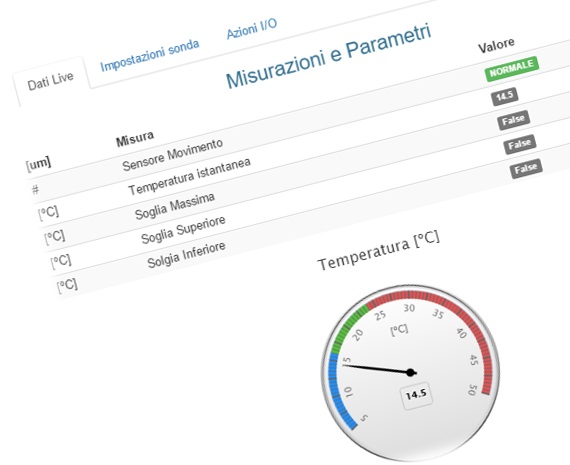 Dati Live Impostazioni sonda Azioni I/O
Misurazioni e Parametri
[um] Misura Valore
# Sensore Movimento NORMALE
[°C] Temperatura istantanea 14.5
[°C] Soglia Massima False
[°C] Soglia Superiore False
[°C] Solgia Inferiore False
Temperatura [°C]
5 10 15 20 25 30 35 40 45 50
[°C]
14.5